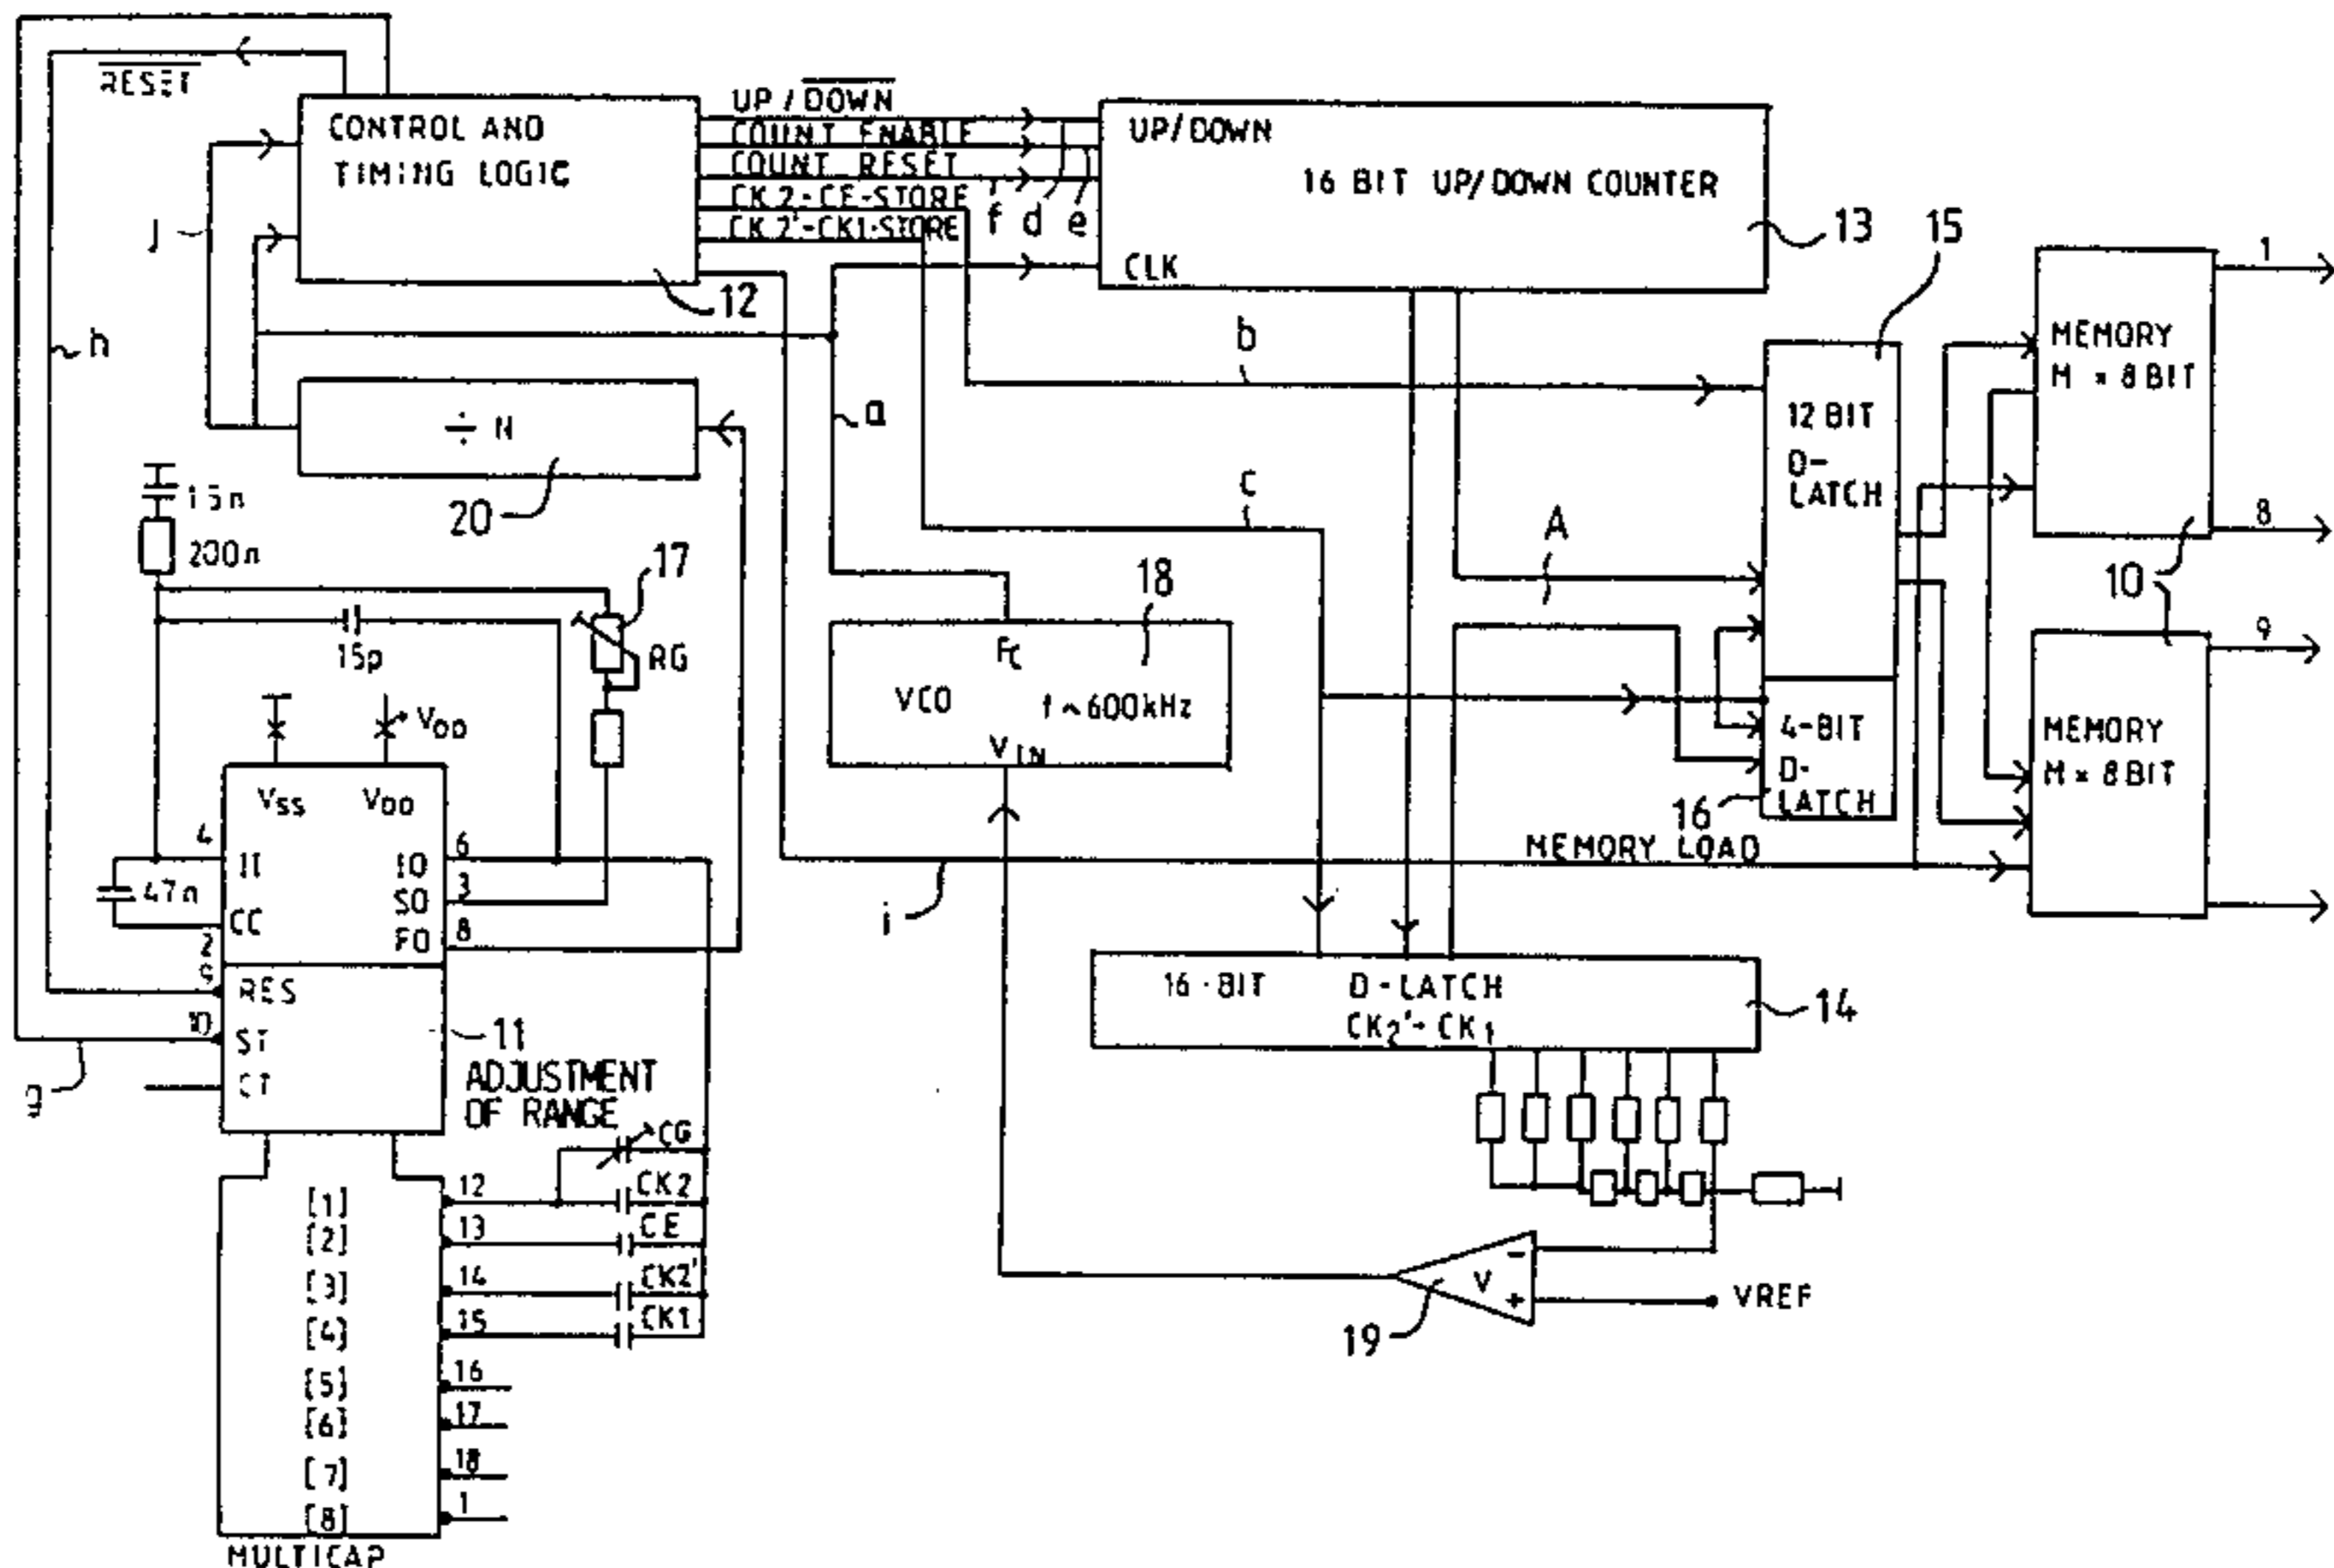 RESET
CONTROL AND
TIMING LOGIC
12
UP/DOWN
COUNT ENABLE
COUNT RESET
CK2-CE-STORE
CK2'-CK1-STORE
f d e
UP/DOWN
16 BIT UP/DOWN COUNTER
CLK
13
15
J
h
÷ N
20
a
b
c
A
12 BIT
D-
LATCH
4-BIT
D-
LATCH
16
MEMORY
M × 8 BIT
1
8
10
MEMORY
M × 8 BIT
9
15n
200n
17
RG
15p
18
FC
VCO f ~ 600kHz
VIN
VDD
VSS VDD
4
II
47n
CC
2
6
IO
3
SO
8
FO
9
RES
10
ST
CT
g
11
ADJUSTMENT
OF RANGE
MEMORY LOAD
i
16-BIT D-LATCH
CK2'- CK1
14
CG
[1] 12 CK2
[2] 13 CE
[3] 14 CK2'
[4] 15 CK1
[5] 16
[6] 17
[7] 18
[8] 1
MULTICAP
-
V
+
VREF
19